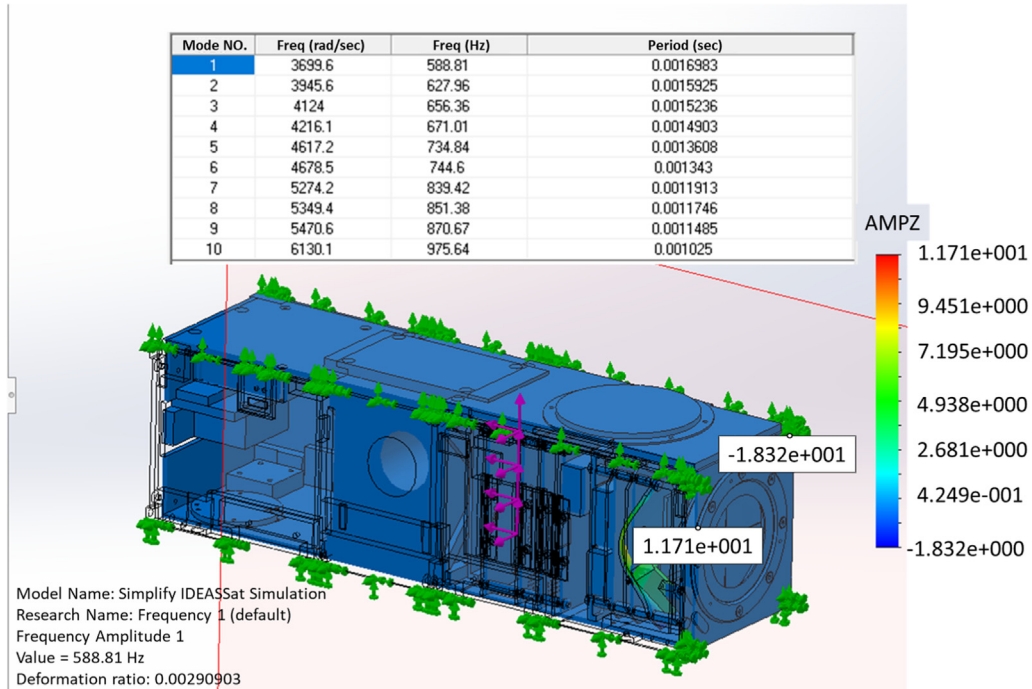 Mode NO. Freq (rad/sec) Freq (Hz) Period (sec)
1 3699.6 588.81 0.0016983
2 3945.6 627.96 0.0015925
3 4124 656.36 0.0015236
4 4216.1 671.01 0.0014903
5 4617.2 734.84 0.0013608
6 4678.5 744.6 0.001343
7 5274.2 839.42 0.0011913
8 5349.4 851.38 0.0011746
9 5470.6 870.67 0.0011485
10 6130.1 975.64 0.001025
AMPZ
1.171e+001
9.451e+000
7.195e+000
4.938e+000
2.681e+000
4.249e-001
-1.832e+000
-1.832e+001
1.171e+001
Model Name: Simplify IDEASSat Simulation
Research Name: Frequency 1 (default)
Frequency Amplitude 1
Value = 588.81 Hz
Deformation ratio: 0.00290903